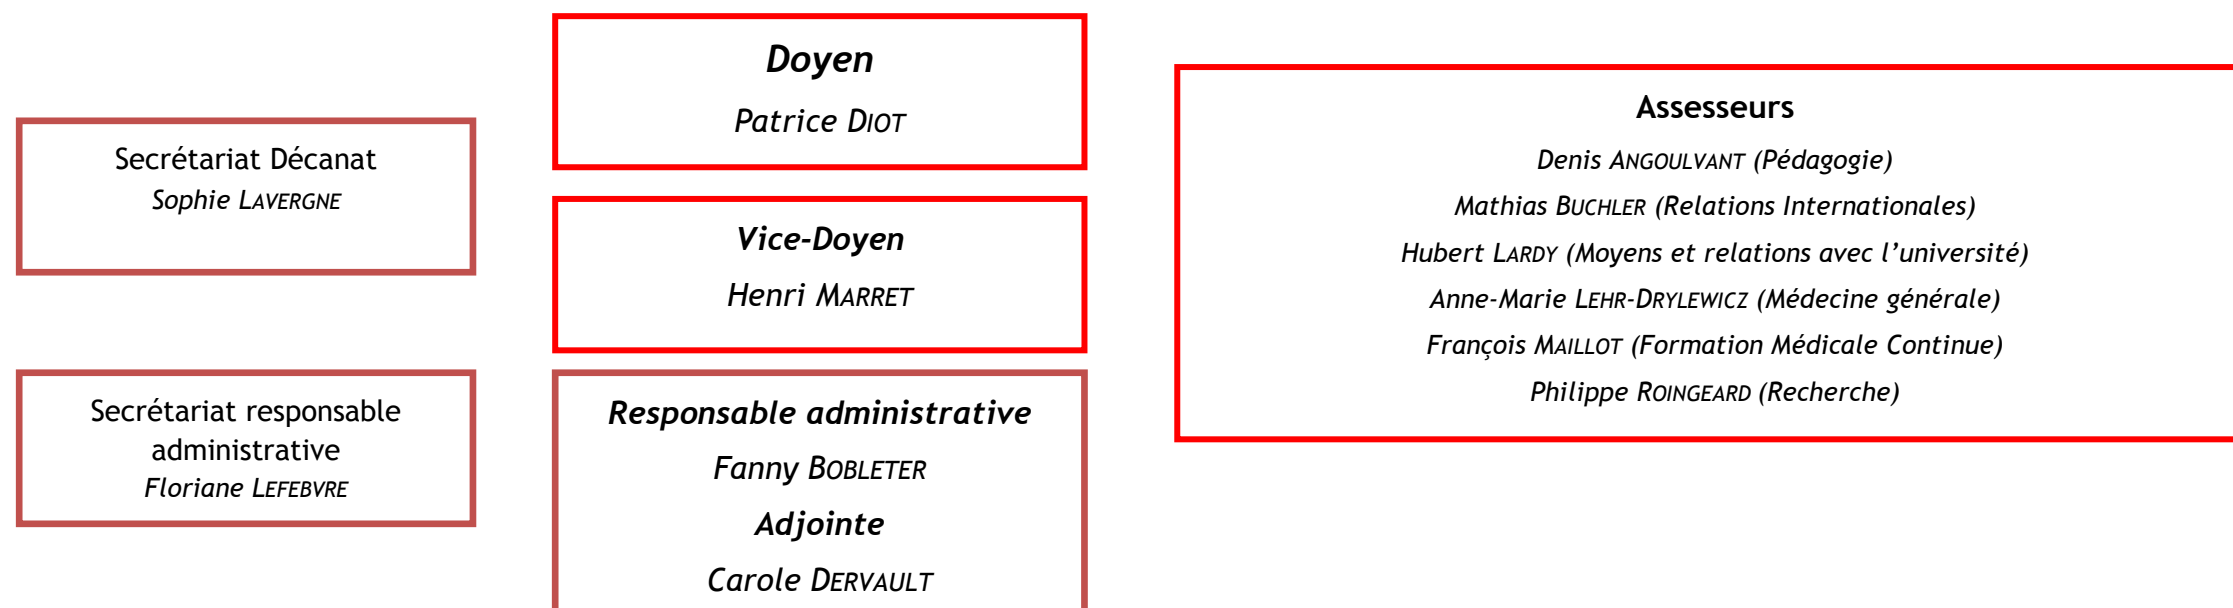 Doyen
Patrice DIOT
Secrétariat Décanat
Sophie LAVERGNE
Vice-Doyen
Henri MARRET
Secrétariat responsable
administrative
Floriane LEFEBVRE
Responsable administrative
Fanny BOBLETER
Adjointe
Carole DERVAULT
Assesseurs
Denis ANGOULVANT (Pédagogie)
Mathias BUCHLER (Relations Internationales)
Hubert LARDY (Moyens et relations avec l’université)
Anne-Marie LEHR-DRYLEWICZ (Médecine générale)
François MAILLOT (Formation Médicale Continue)
Philippe ROINGEARD (Recherche)